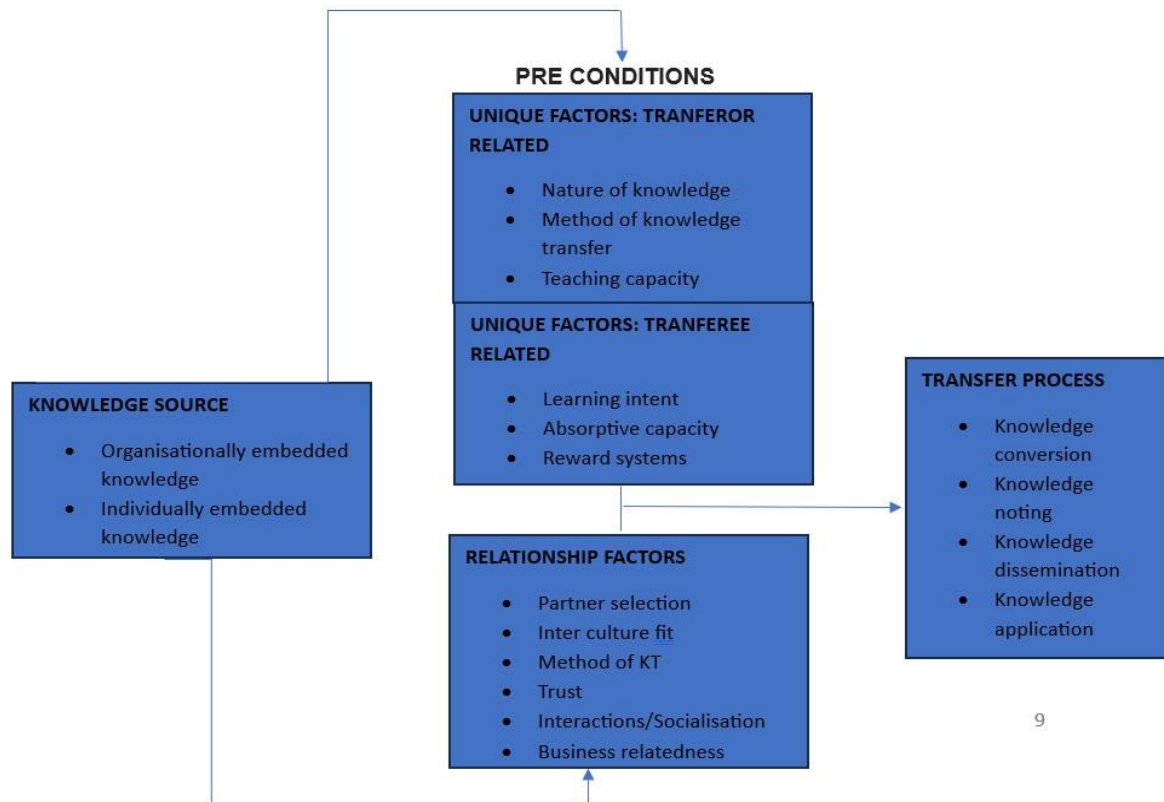 PRE CONDITIONS
UNIQUE FACTORS: TRANFEROR
RELATED
• Nature of knowledge
• Method of knowledge
transfer
• Teaching capacity
UNIQUE FACTORS: TRANFEREE
RELATED
• Learning intent
• Absorptive capacity
• Reward systems
KNOWLEDGE SOURCE
• Organisationally embedded
knowledge
• Individually embedded
knowledge
RELATIONSHIP FACTORS
• Partner selection
• Inter culture fit
• Method of KT
• Trust
• Interactions/Socialisation
• Business relatedness
TRANSFER PROCESS
• Knowledge
conversion
• Knowledge
noting
• Knowledge
dissemination
• Knowledge
application
9